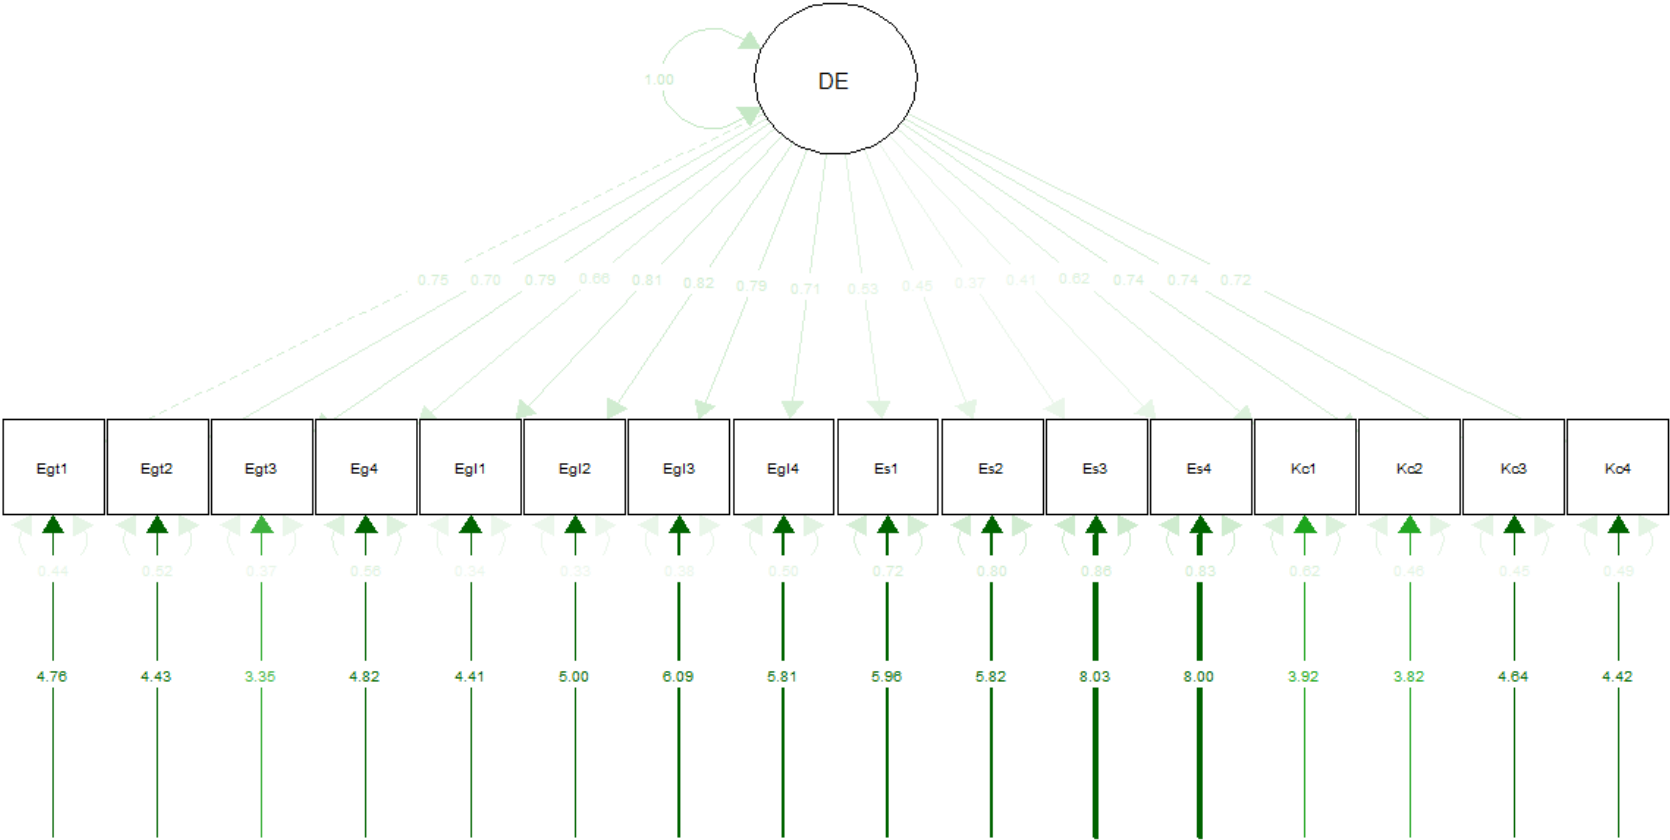 DE
1.00
0.75 0.70 0.79 0.66 0.81 0.82 0.79 0.71 0.53 0.45 0.37 0.41 0.62 0.74 0.74 0.72
Egt1 Egt2 Egt3 Eg4 Egl1 Egl2 Egl3 Egl4 Es1 Es2 Es3 Es4 Kc1 Kc2 Kc3 Kc4
0.44 0.52 0.37 0.56 0.34 0.33 0.38 0.50 0.72 0.80 0.86 0.83 0.62 0.46 0.45 0.49
4.76 4.43 3.35 4.82 4.41 5.00 6.09 5.81 5.96 5.82 8.03 8.00 3.92 3.82 4.64 4.42